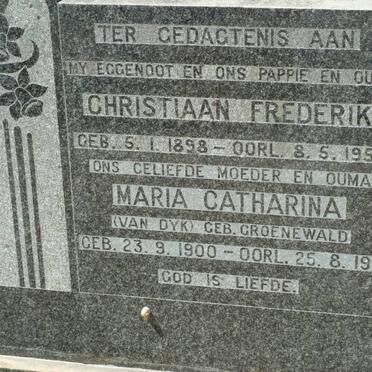 TER GEDAGTENIS AAN
MY EGGENOOT EN ONS PAPPIE EN
CHRISTIAAN FREDERIK
GEB. 5. 1. 1898 – OORL. 8. 5. 195
ONS GELIEFDE MOEDER EN OUMA
MARIA CATHARINA
(VAN DYK) GEB. GROENEWALD
GEB. 23. 9. 1900 – OORL. 25. 8. 19
GOD IS LIEFDE.